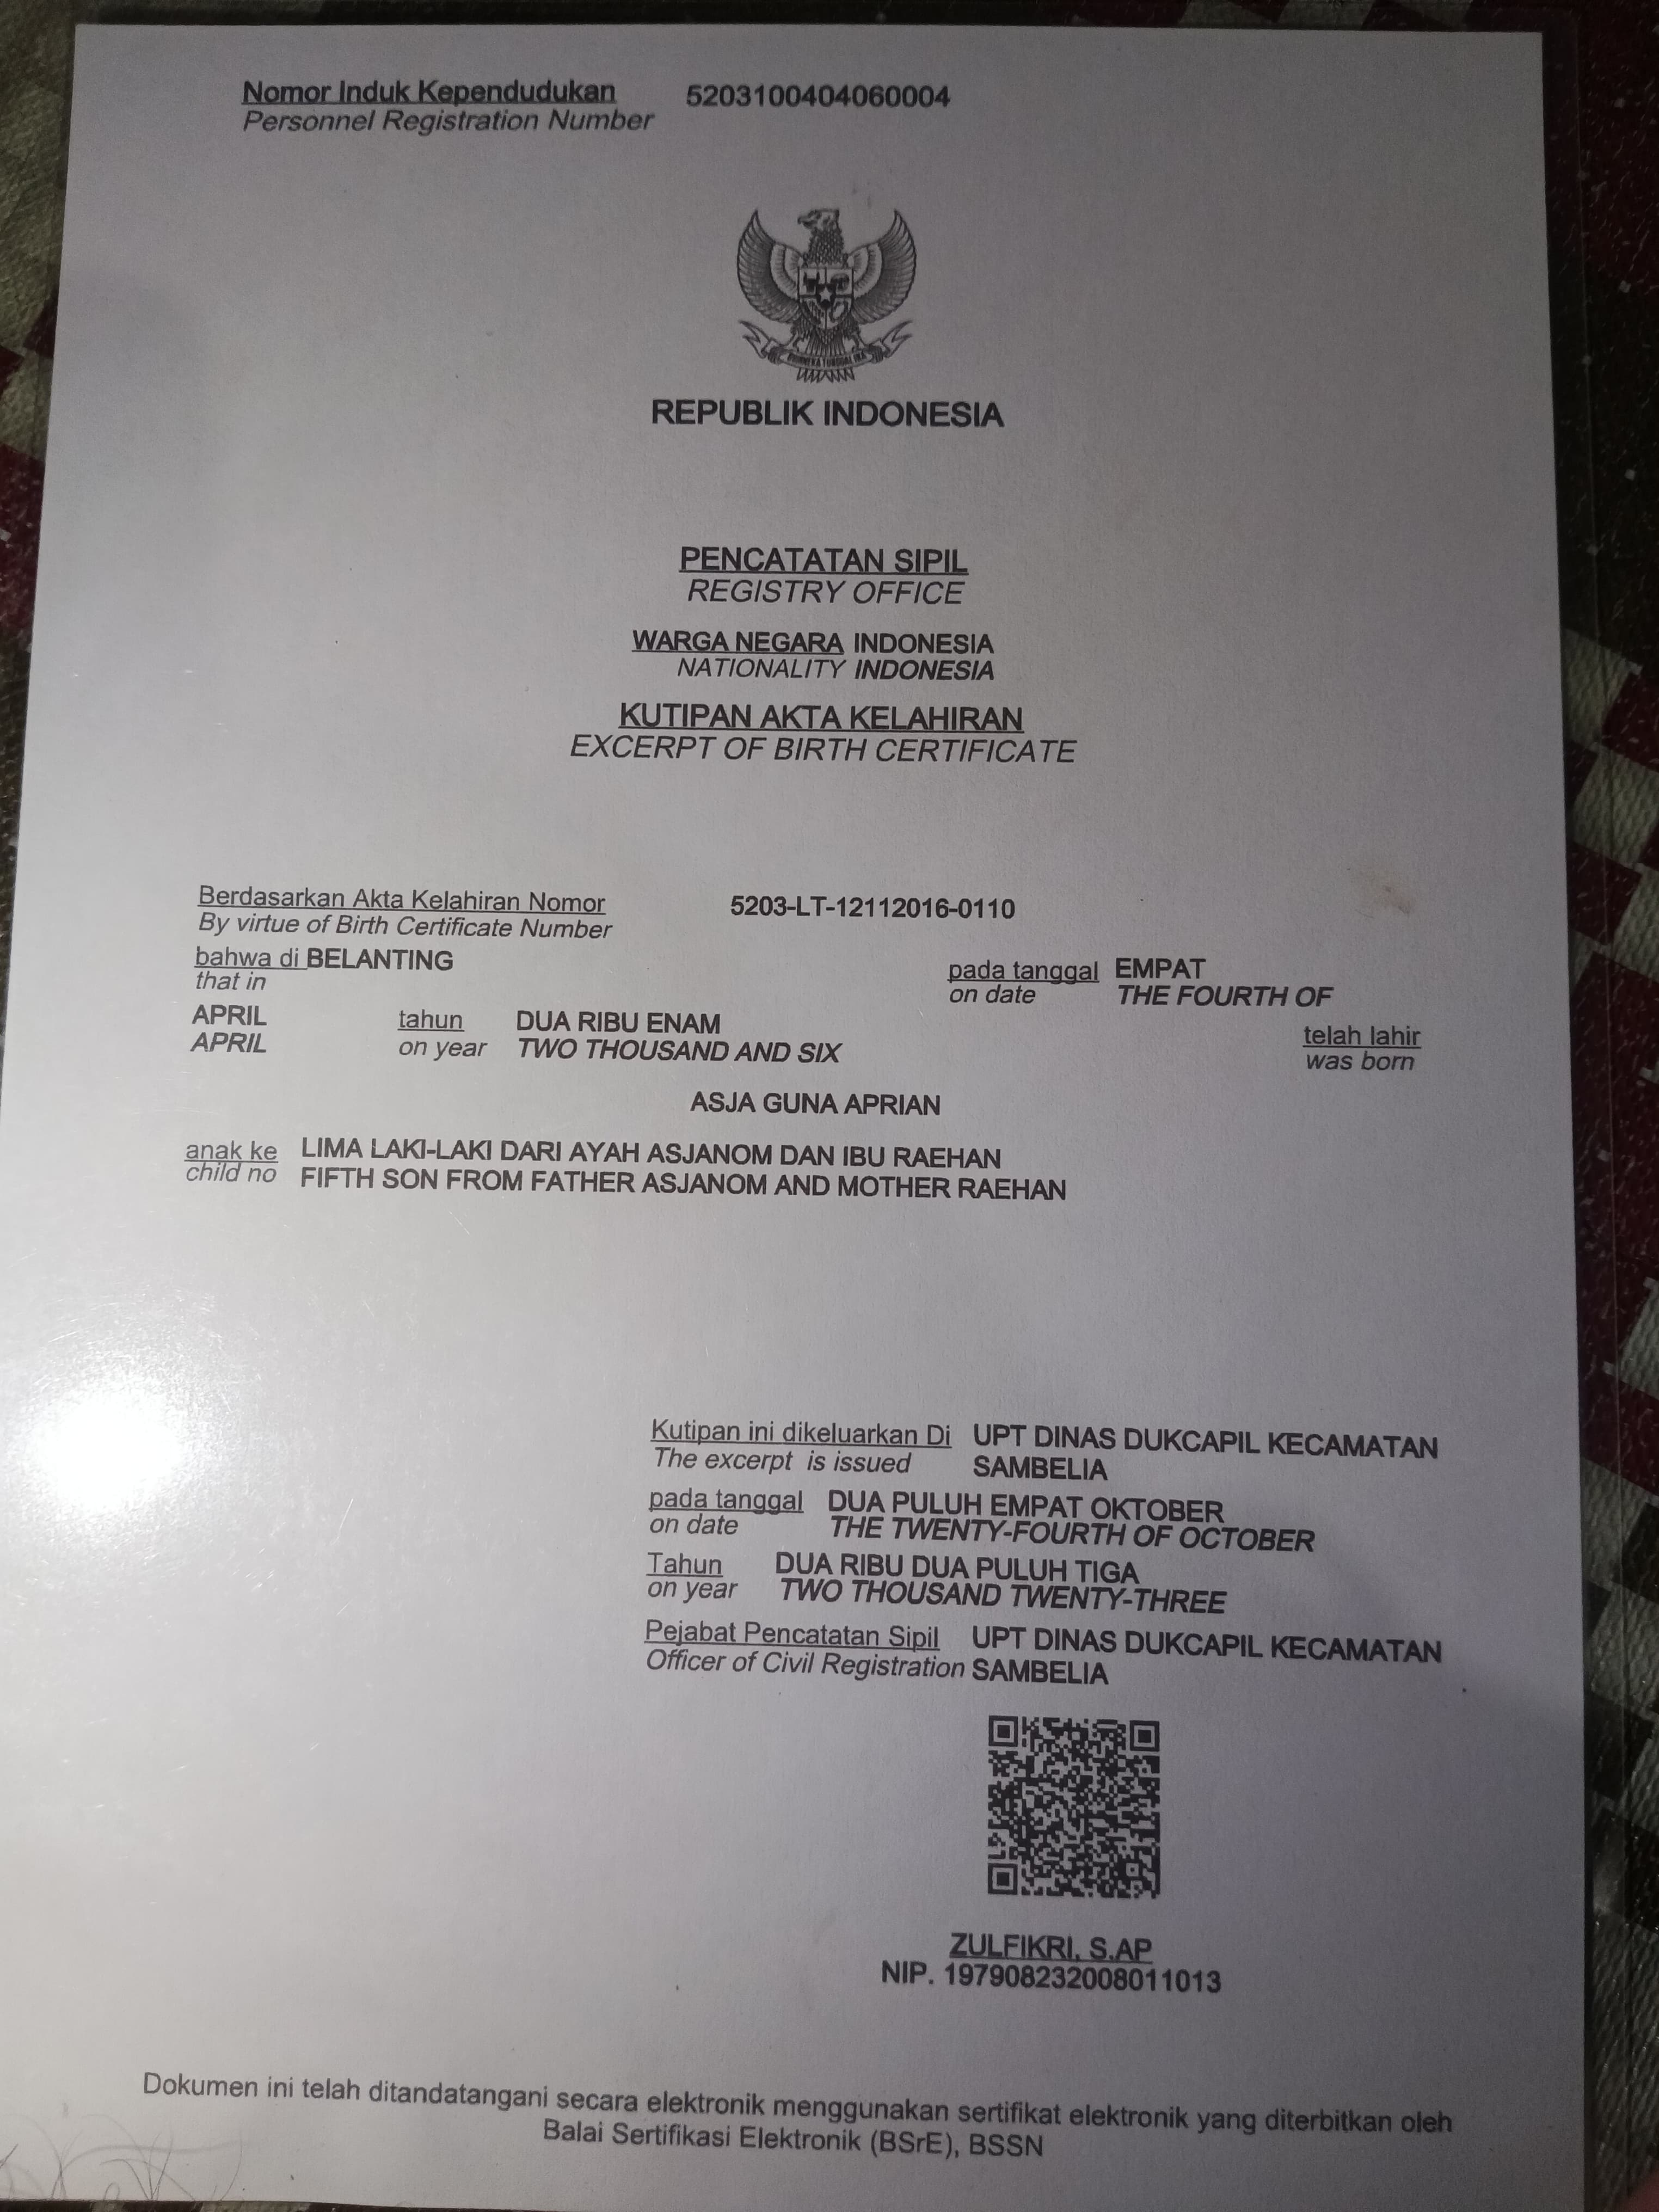 Nomor Induk Kependudukan 5203100404060004
Personnel Registration Number
BHINNEKA TUNGGAL IKA
REPUBLIK INDONESIA
PENCATATAN SIPIL
REGISTRY OFFICE
WARGA NEGARA INDONESIA
NATIONALITY INDONESIA
KUTIPAN AKTA KELAHIRAN
EXCERPT OF BIRTH CERTIFICATE
Berdasarkan Akta Kelahiran Nomor 5203-LT-12112016-0110
By virtue of Birth Certificate Number
bahwa di BELANTING pada tanggal EMPAT
that in on date THE FOURTH OF
APRIL tahun DUA RIBU ENAM telah lahir
APRIL on year TWO THOUSAND AND SIX was born
ASJA GUNA APRIAN
anak ke LIMA LAKI-LAKI DARI AYAH ASJANOM DAN IBU RAEHAN
child no FIFTH SON FROM FATHER ASJANOM AND MOTHER RAEHAN
Kutipan ini dikeluarkan Di UPT DINAS DUKCAPIL KECAMATAN
The excerpt is issued SAMBELIA
pada tanggal DUA PULUH EMPAT OKTOBER
on date THE TWENTY-FOURTH OF OCTOBER
Tahun DUA RIBU DUA PULUH TIGA
on year TWO THOUSAND TWENTY-THREE
Pejabat Pencatatan Sipil UPT DINAS DUKCAPIL KECAMATAN
Officer of Civil Registration SAMBELIA
ZULFIKRI, S.AP
NIP. 197908232008011013
Dokumen ini telah ditandatangani secara elektronik menggunakan sertifikat elektronik yang diterbitkan oleh
Balai Sertifikasi Elektronik (BSrE), BSSN